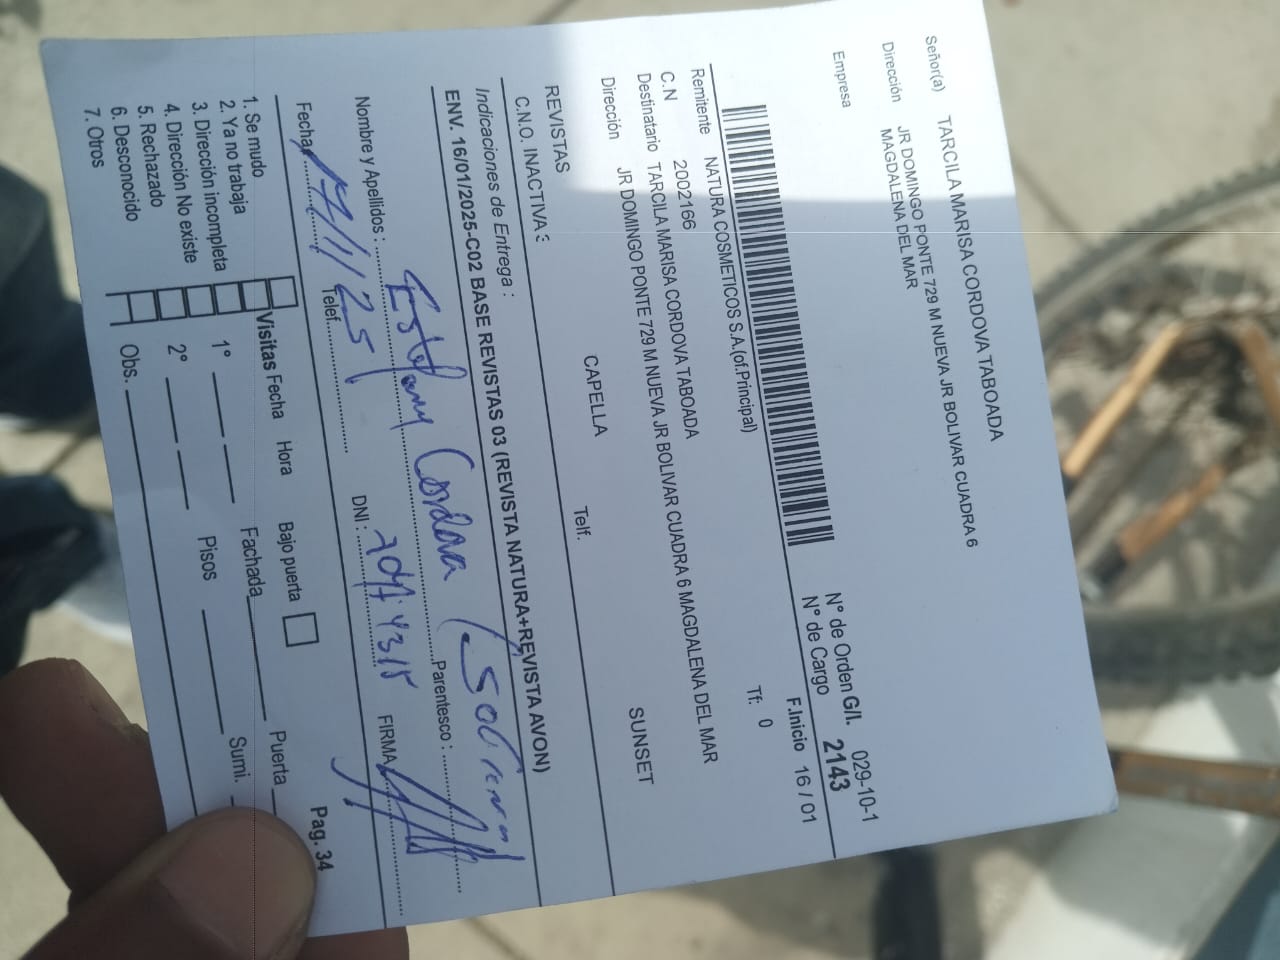 Señor(a) TARCILA MARISA CORDOVA TABOADA
Dirección JR DOMINGO PONTE 729 M NUEVA JR BOLIVAR CUADRA 6
MAGDALENA DEL MAR
Empresa
N° de Orden G/I. 029-10-1
N° de Cargo 2143
F.Inicio 16 / 01
Remitente NATURA COSMETICOS S.A.(of.Principal) Tf: 0
C.N 2002166
Destinatario TARCILA MARISA CORDOVA TABOADA
Dirección JR DOMINGO PONTE 729 M NUEVA JR BOLIVAR CUADRA 6 MAGDALENA DEL MAR
CAPELLA Telf. SUNSET
REVISTAS
C.N.O. INACTIVA 3
Indicaciones de Entrega :
ENV. 16/01/2025-C02 BASE REVISTAS 03 (REVISTA NATURA+REVISTA AVON)
Nombre y Apellidos : Estefany Cordova (sobrina) Parentesco :
Fecha 17/1/25 Telef. DNI : FIRMA
1. Se mudo
2. Ya no trabaja
3. Dirección incompleta
4. Dirección No existe
5. Rechazado
6. Desconocido
7. Otros
Visitas Fecha Hora Bajo puerta Puerta
1° Fachada Sumi.
2° Pisos
Obs.
Pag. 34